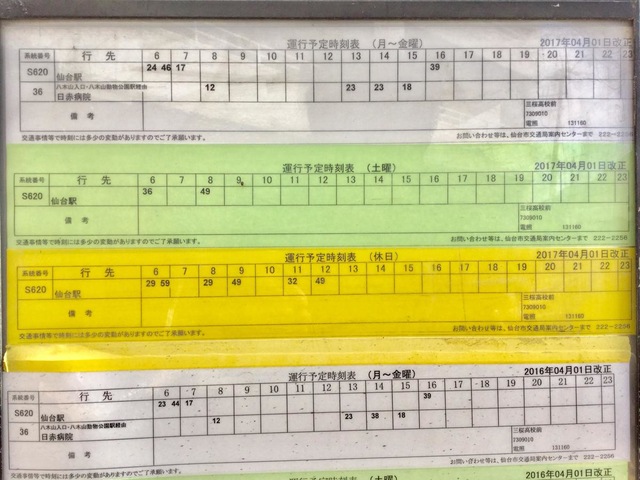 運行予定時刻表 (月～金曜) 2017年04月01日改正
系統番号 行先 6 7 8 9 10 11 12 13 14 15 16 17 18 19 20 21 22 23
S620 仙台駅 24 46 17 39
36 八木山入口・八木山動物公園駅経由 日赤病院 12 23 23 18
備考 三桜高校前
7309010
電照 131160
交通事情等で時刻には多少の変動がありますのでご了承願います。 お問い合わせ等は、仙台市交通局案内センターまで 222-2256
運行予定時刻表 (土曜) 2017年04月01日改正
系統番号 行先 6 7 8 9 10 11 12 13 14 15 16 17 18 19 20 21 22 23
S620 仙台駅 36 49
備考 三桜高校前
7309010
電照 131160
交通事情等で時刻には多少の変動がありますのでご了承願います。 お問い合わせ等は、仙台市交通局案内センターまで 222-2256
運行予定時刻表 (休日) 2017年04月01日改正
系統番号 行先 6 7 8 9 10 11 12 13 14 15 16 17 18 19 20 21 22 23
S620 仙台駅 29 59 29 49 32 49
備考 三桜高校前
7309010
電照 131160
交通事情等で時刻には多少の変動がありますのでご了承願います。 お問い合わせ等は、仙台市交通局案内センターまで 222-2256
運行予定時刻表 (月～金曜) 2016年04月01日改正
系統番号 行先 6 7 8 9 10 11 12 13 14 15 16 17 18 19 20 21 22 23
S620 仙台駅 23 44 17 39
36 八木山入口・八木山動物公園駅経由 日赤病院 12 23 38 18
備考 三桜高校前
7309010
電照 131160
交通事情等で時刻には多少の変動がありますのでご了承願います。 お問い合わせ等は、仙台市交通局案内センターまで 222-2256
運行予定時刻表 (土曜) 2016年04月01日改正